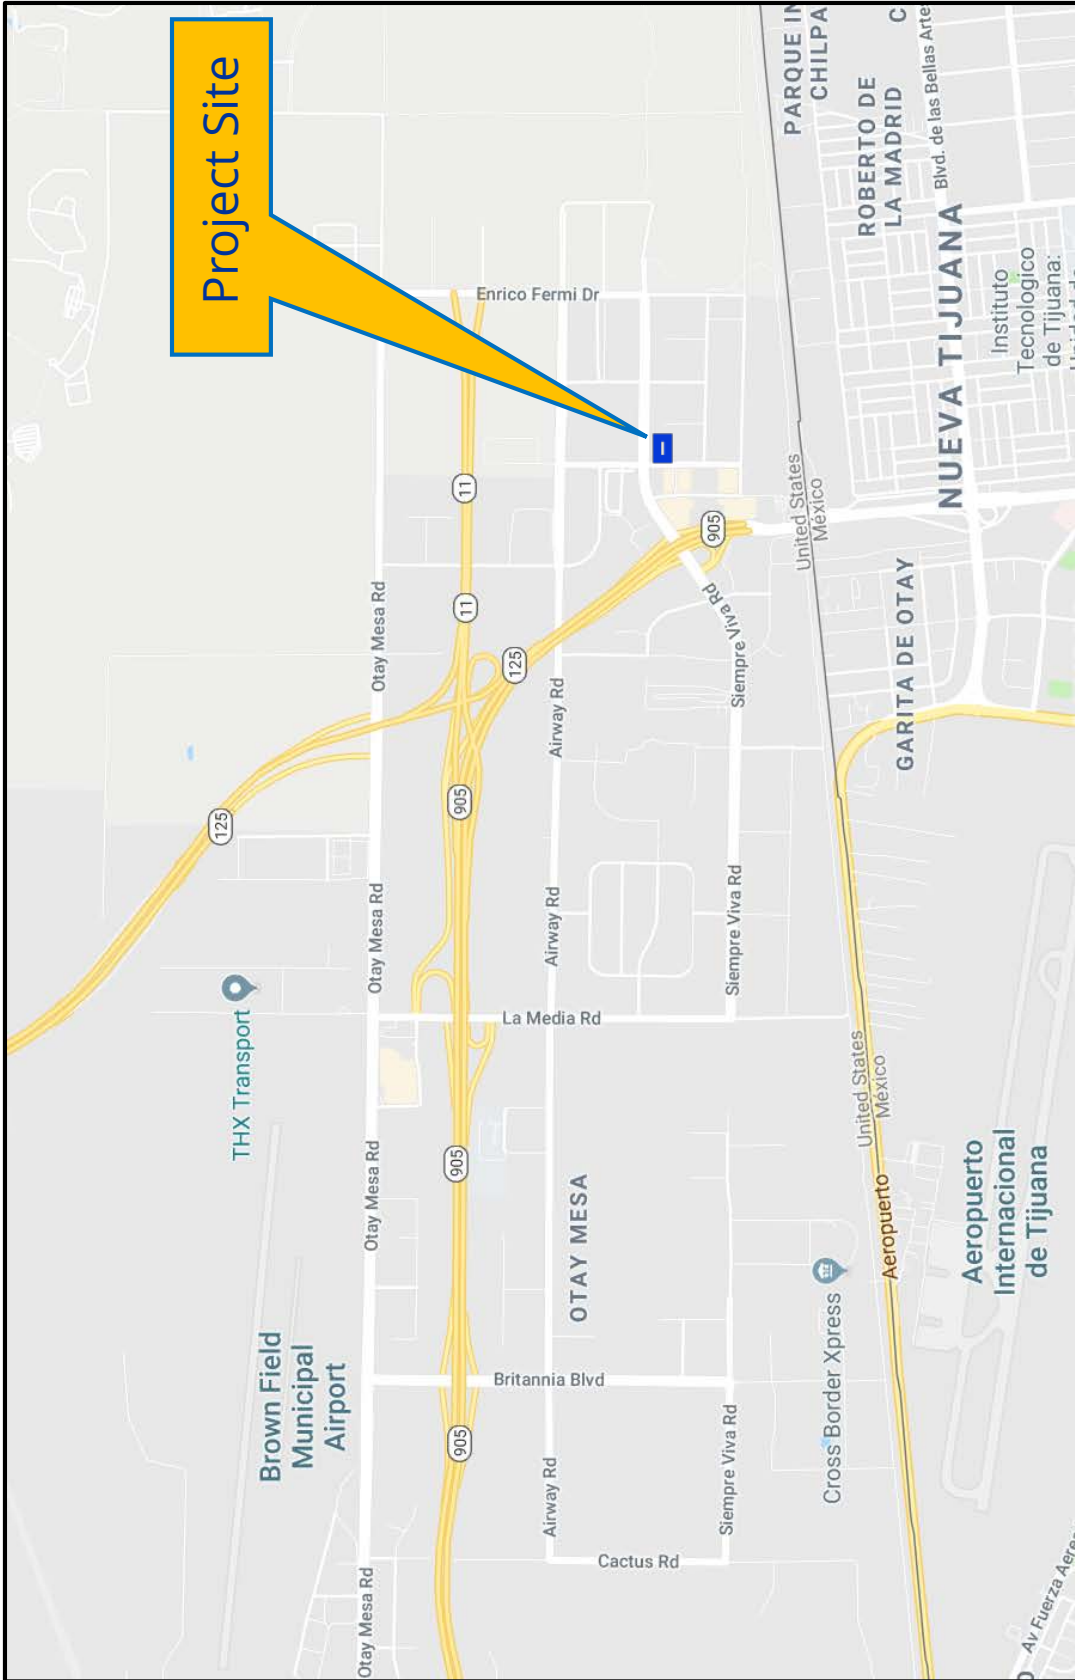 Project Site
PARQUE IN
CHILPA
C
ROBERTO DE
LA MADRID
Blvd. de las Bellas Arte
NUEVA TIJUANA
Instituto
Tecnologico
de Tijuana:
Enrico Fermi Dr
11
905
United States
México
11
125
Otay Mesa Rd
Siempre Viva Rd
Siempre Viva Rd
GARITA DE OTAY
Airway Rd
125
905
Otay Mesa Rd
Airway Rd
Siempre Viva Rd
THX Transport
La Media Rd
United States
México
Otay Mesa Rd
905
OTAY MESA
Aeropuerto
Aeropuerto
Internacional
de Tijuana
Brown Field
Municipal
Airport
Britannia Blvd
Cross Border Xpress
905
Airway Rd
Siempre Viva Rd
Otay Mesa Rd
Cactus Rd
Av Fuerza Aerea